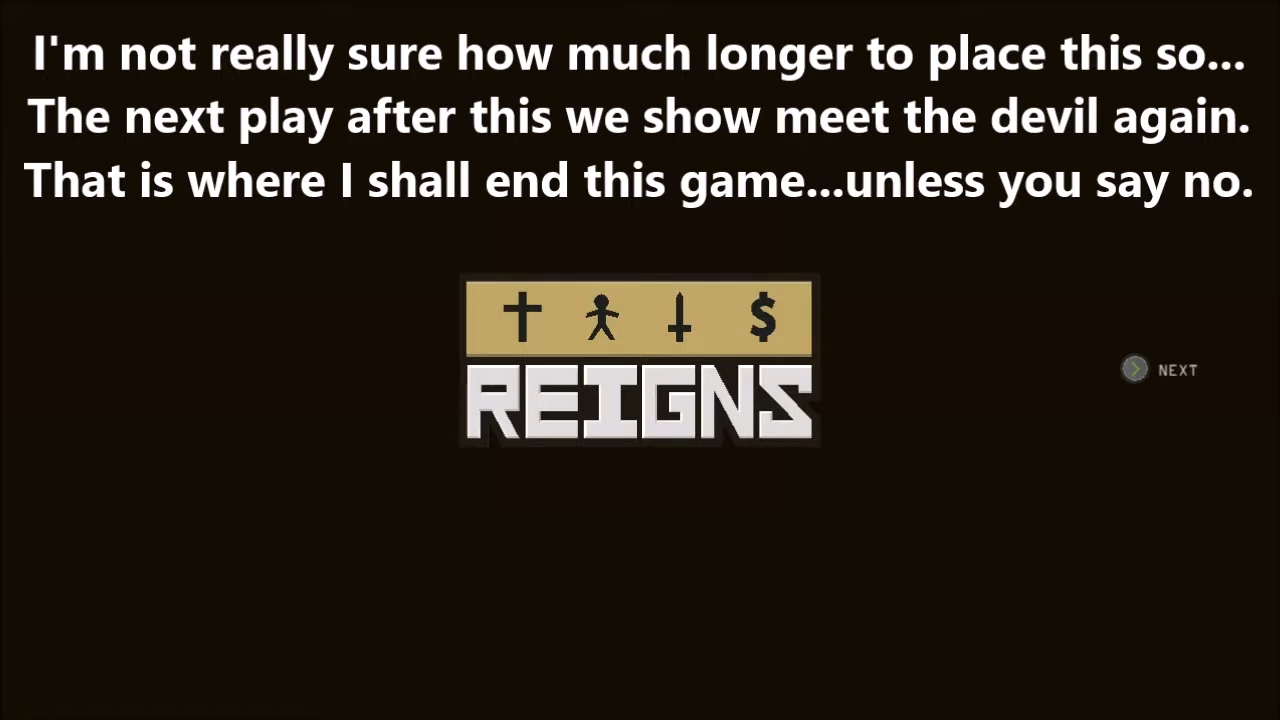 I'm not really sure how much longer to place this so...
The next play after this we show meet the devil again.
That is where I shall end this game...unless you say no.
$
REIGNS
NEXT